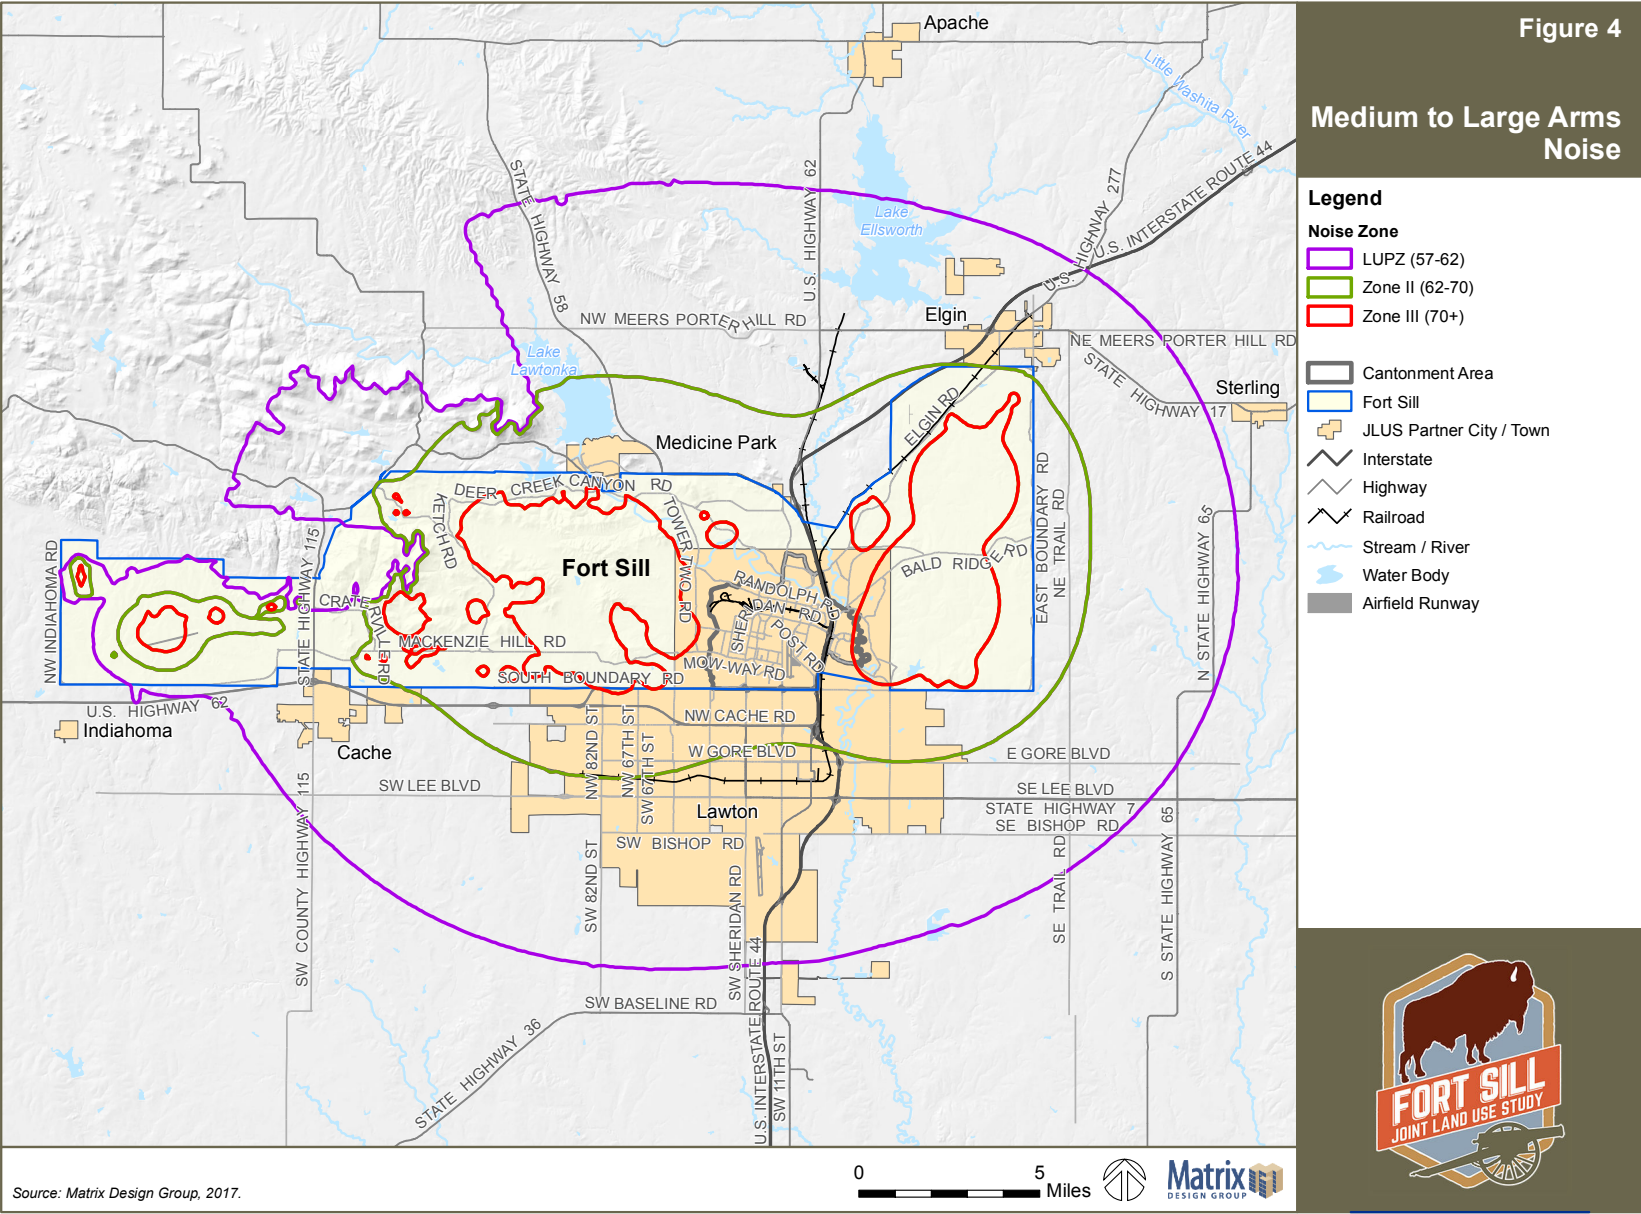 Figure 4
Medium to Large Arms
Noise
Legend
Noise Zone
LUPZ (57-62)
Zone II (62-70)
Zone III (70+)
Cantonment Area
Fort Sill
JLUS Partner City / Town
Interstate
Highway
Railroad
Stream / River
Water Body
Airfield Runway
Apache
Little Washita
River
U.S. INTERSTATE ROUTE 44
U.S. HIGHWAY 277
U.S. HIGHWAY 62
STATE HIGHWAY 58
Lake
Ellsworth
NW MEERS PORTER HILL RD
Elgin
NE MEERS PORTER HILL RD
STATE HIGHWAY 17
Sterling
Lake
Lawtonka
ELGIN RD
Medicine Park
DEER CREEK CANYON RD
KETCH RD
TOWER TWO RD
EAST BOUNDARY RD
NE TRAIL RD
N STATE HIGHWAY 65
NW INDIAHOMA RD
STATE HIGHWAY 115
Fort Sill
BALD RIDGE RD
RANDOLPH RD
SHERIDAN RD
POST RD
CRATERVILLE RD
MACKENZIE HILL RD
MOW-WAY RD
SOUTH BOUNDARY RD
U.S. HIGHWAY 62
Indiahoma
Cache
NW CACHE RD
W GORE BLVD
E GORE BLVD
NW 82ND ST
NW 67TH ST
SW 67TH ST
SW LEE BLVD
SE LEE BLVD
STATE HIGHWAY 7
SE BISHOP RD
Lawton
SW BISHOP RD
SW COUNTY HIGHWAY 115
SW 82ND ST
SW SHERIDAN RD
SE TRAIL RD
S STATE HIGHWAY 65
SW BASELINE RD
STATE HIGHWAY 36
U.S. INTERSTATE ROUTE 44
SW 11TH ST
Source: Matrix Design Group, 2017.
0 5
Miles
Matrix
DESIGN GROUP
FORT SILL
JOINT LAND USE STUDY